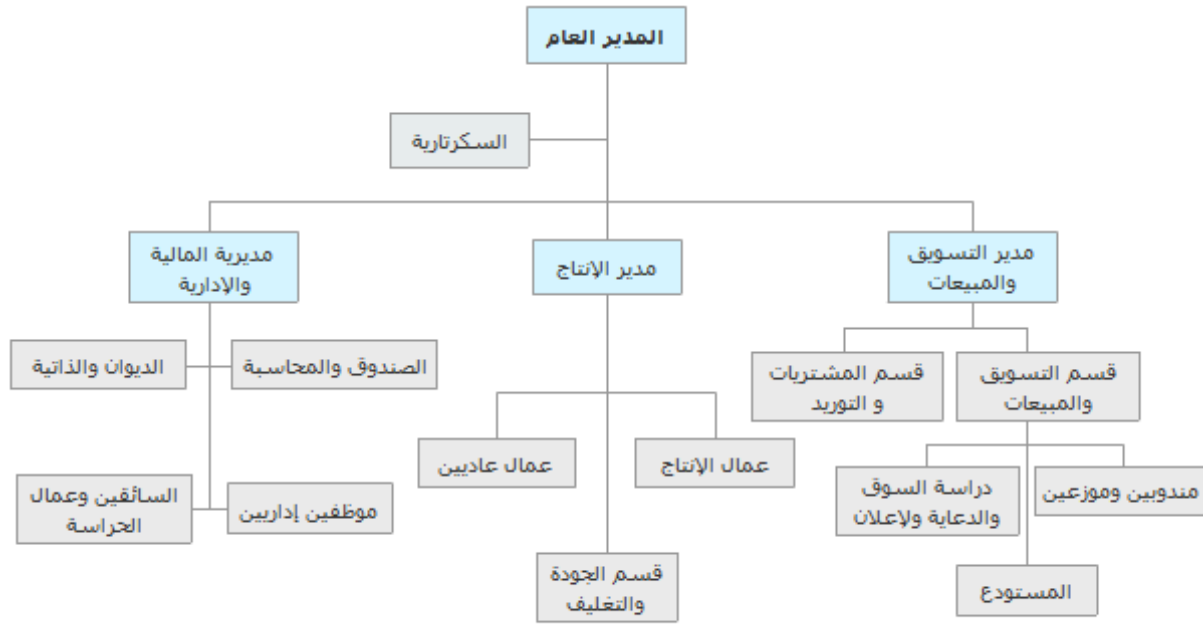 المدير العام
السكرتارية
مدير التسويق
والمبيعات
مدير الإنتاج
مديرية المالية
والإدارية
قسم التسويق
والمبيعات
قسم المشتريات
و التوريد
الصندوق والمحاسبة
الديوان والذاتية
عمال الإنتاج
عمال عاديين
مندوبين وموزعين
دراسة السوق
والدعاية ولإعلان
موظفين إداريين
السائقين وعمال
الحراسة
قسم الجودة
والتغليف
المستودع